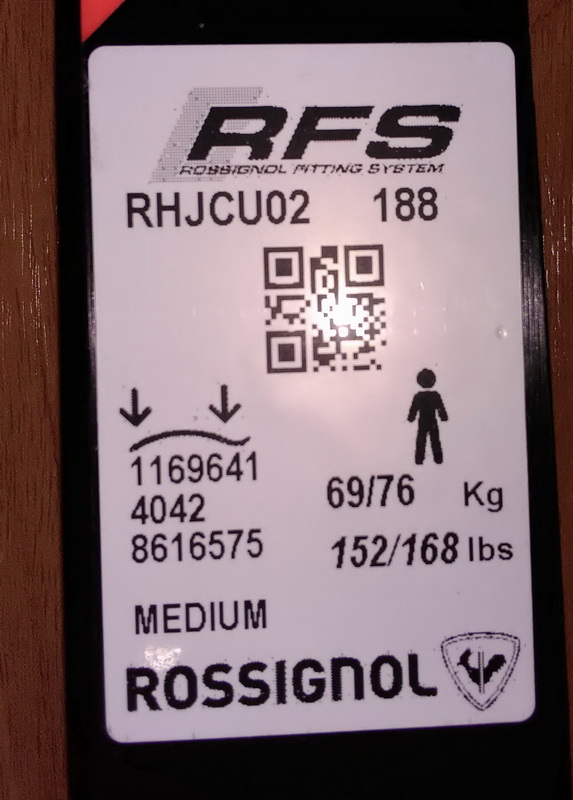 RFS
ROSSIGNOL FITTING SYSTEM
RHJCU02 188
1169641
4042
8616575
69/76 Kg
152/168 lbs
MEDIUM
ROSSIGNOL